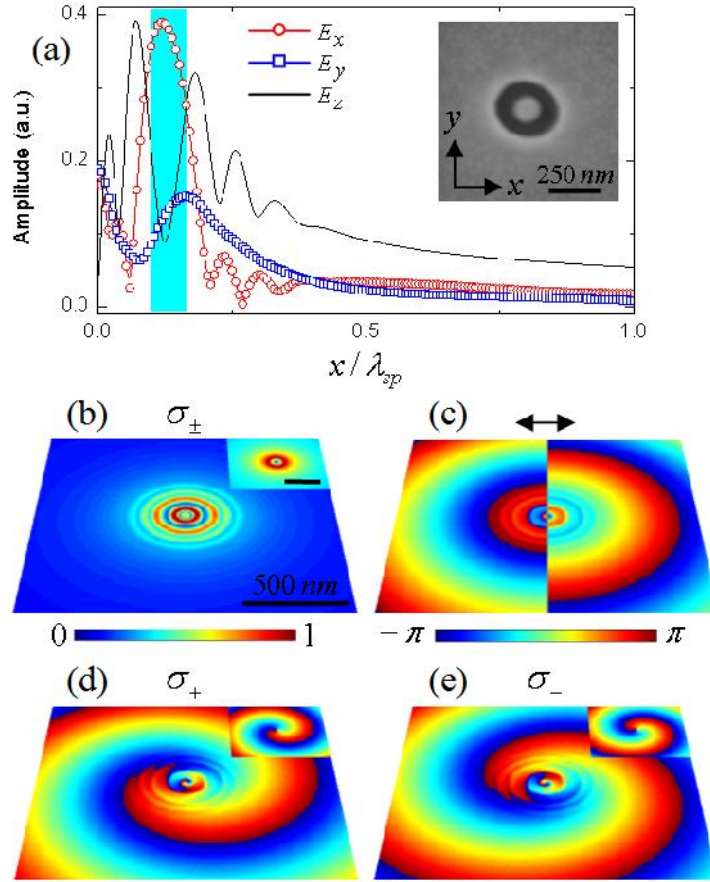 (a)
0.4
0.2
0.0
Amplitude (a.u.)
E_x
E_y
E_z
y
x
250 nm
0.0
0.5
1.0
x / λ_sp
(b)
σ_±
(c)
500 nm
0
1
− π
π
(d)
σ_+
(e)
σ_−